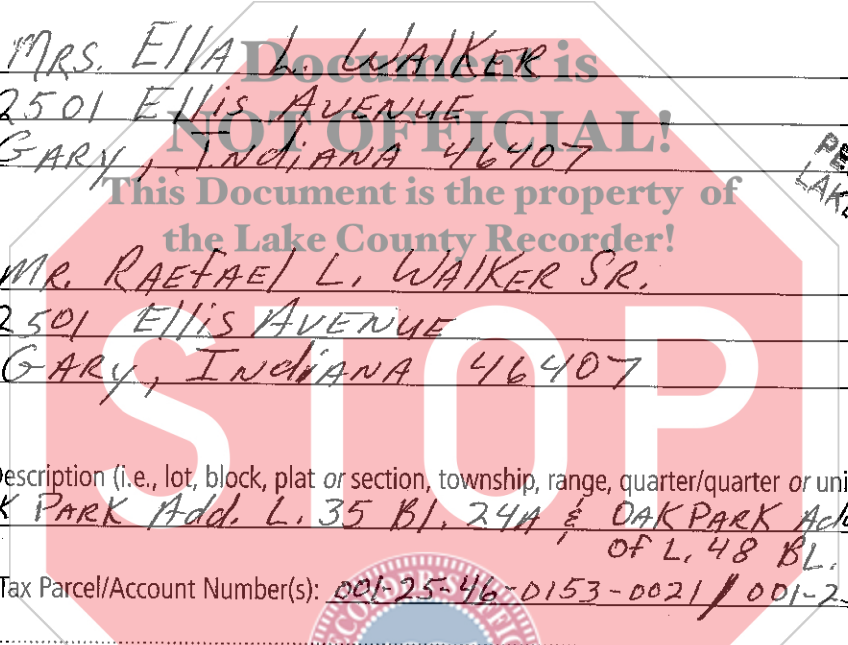 Mrs. Ella L. Walker
Document is
2501 Ellis Avenue
NOT OFFICIAL!
Gary, Indiana 46407
This Document is the property of
the Lake County Recorder!
Mr. Raefael L. Walker Sr.
2501 Ellis Avenue
STOP
Gary, Indiana 46407
Description (i.e., lot, block, plat or section, township, range, quarter/quarter or uni
K Park Add. L. 35 Bl. 24A & Oak Park Add
of L. 48 BL.
Tax Parcel/Account Number(s): 001-25-46-0153-0021 / 001-2